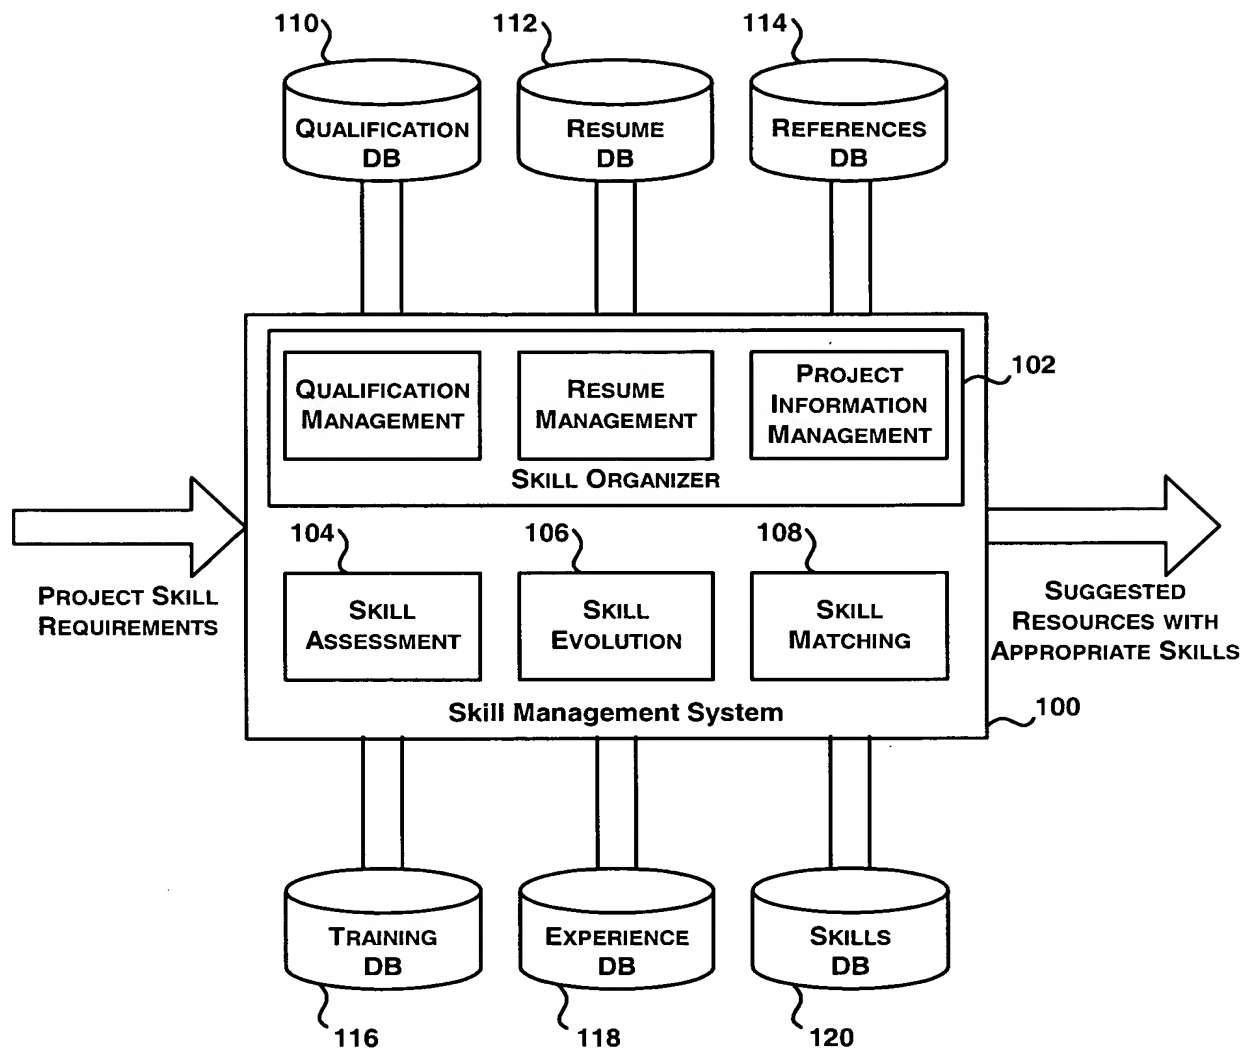 110
112
114
QUALIFICATION
DB
RESUME
DB
REFERENCES
DB
QUALIFICATION
MANAGEMENT
RESUME
MANAGEMENT
PROJECT
INFORMATION
MANAGEMENT
102
SKILL ORGANIZER
104
106
108
PROJECT SKILL
REQUIREMENTS
SKILL
ASSESSMENT
SKILL
EVOLUTION
SKILL
MATCHING
SUGGESTED
RESOURCES WITH
APPROPRIATE SKILLS
Skill Management System
100
TRAINING
DB
EXPERIENCE
DB
SKILLS
DB
116
118
120